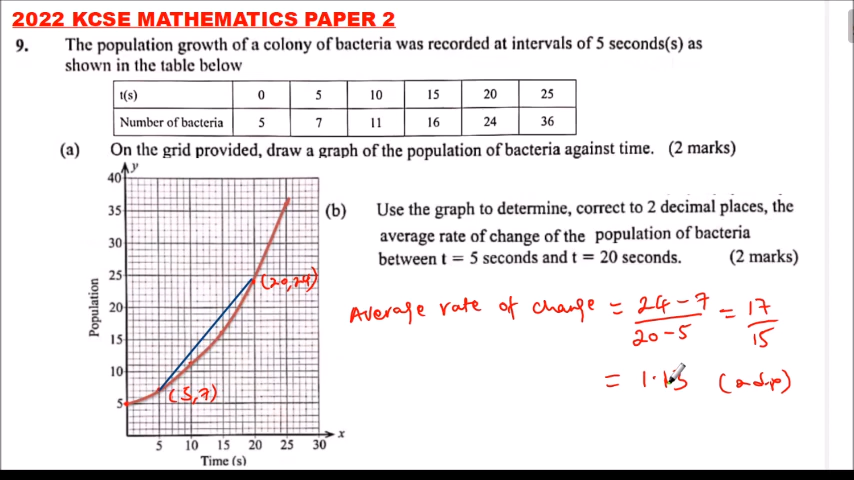 2022 KCSE MATHEMATICS PAPER 2
9. The population growth of a colony of bacteria was recorded at intervals of 5 seconds(s) as
shown in the table below
t(s) 0 5 10 15 20 25
Number of bacteria 5 7 11 16 24 36
(a) On the grid provided, draw a graph of the population of bacteria against time. (2 marks)
y
40
35
30
25
20
15
10
5
Population
(20,24)
(5,7)
5 10 15 20 25 30 x
Time (s)
(b) Use the graph to determine, correct to 2 decimal places, the
average rate of change of the population of bacteria
between t = 5 seconds and t = 20 seconds. (2 marks)
Average rate of change = 24-7 = 17
20-5 15
= 1.13 (2 d.p)